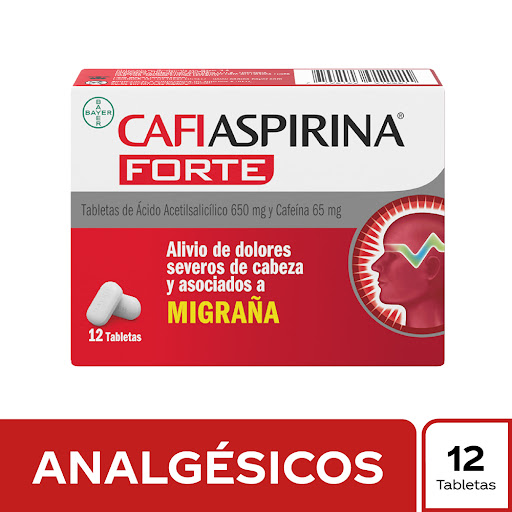 BAYER
BAYER
CAFIASPIRINA®
FORTE
Tabletas de Ácido Acetilsalicílico 650 mg y Cafeína 65 mg
Alivio de dolores
severos de cabeza
y asociados a
MIGRAÑA
12 Tabletas
ANALGÉSICOS
12
Tabletas